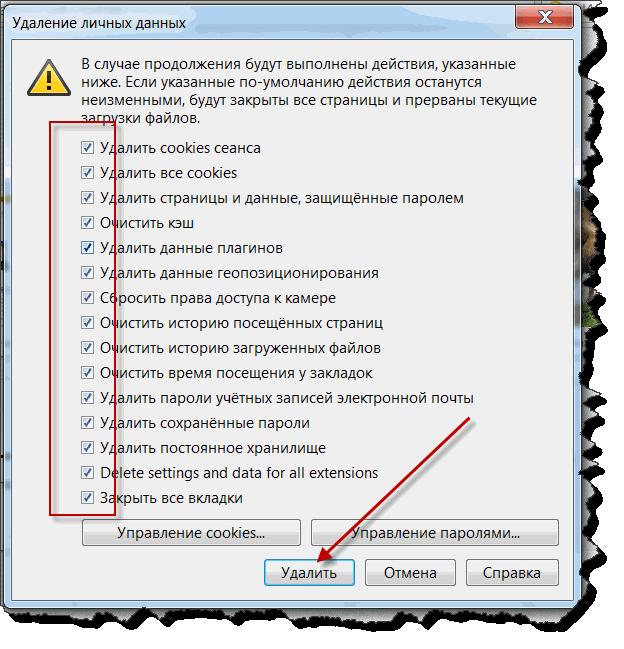 Удаление личных данных
В случае продолжения будут выполнены действия, указанные
ниже. Если указанные по-умолчанию действия останутся
неизменными, будут закрыты все страницы и прерваны текущие
загрузки файлов.
Удалить cookies сеанса
Удалить все cookies
Удалить страницы и данные, защищённые паролем
Очистить кэш
Удалить данные плагинов
Удалить данные геопозиционирования
Сбросить права доступа к камере
Очистить историю посещённых страниц
Очистить историю загруженных файлов
Очистить время посещения у закладок
Удалить пароли учётных записей электронной почты
Удалить сохранённые пароли
Удалить постоянное хранилище
Delete settings and data for all extensions
Закрыть все вкладки
Управление cookies... Управление паролями...
Удалить Отмена Справка